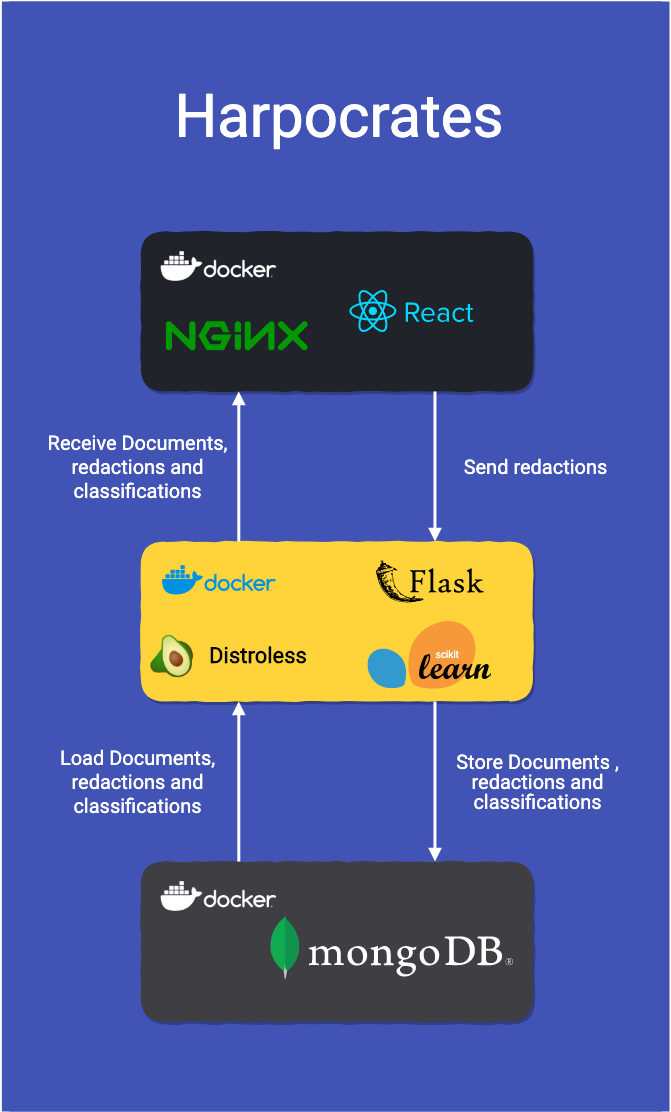 Harpocrates
docker
NGiNX
React
Receive Documents,
redactions and
classifications
Send redactions
docker
Flask
Distroless
scikit
learn
Load Documents,
redactions and
classifications
Store Documents ,
redactions and
classifications
docker
mongoDB®